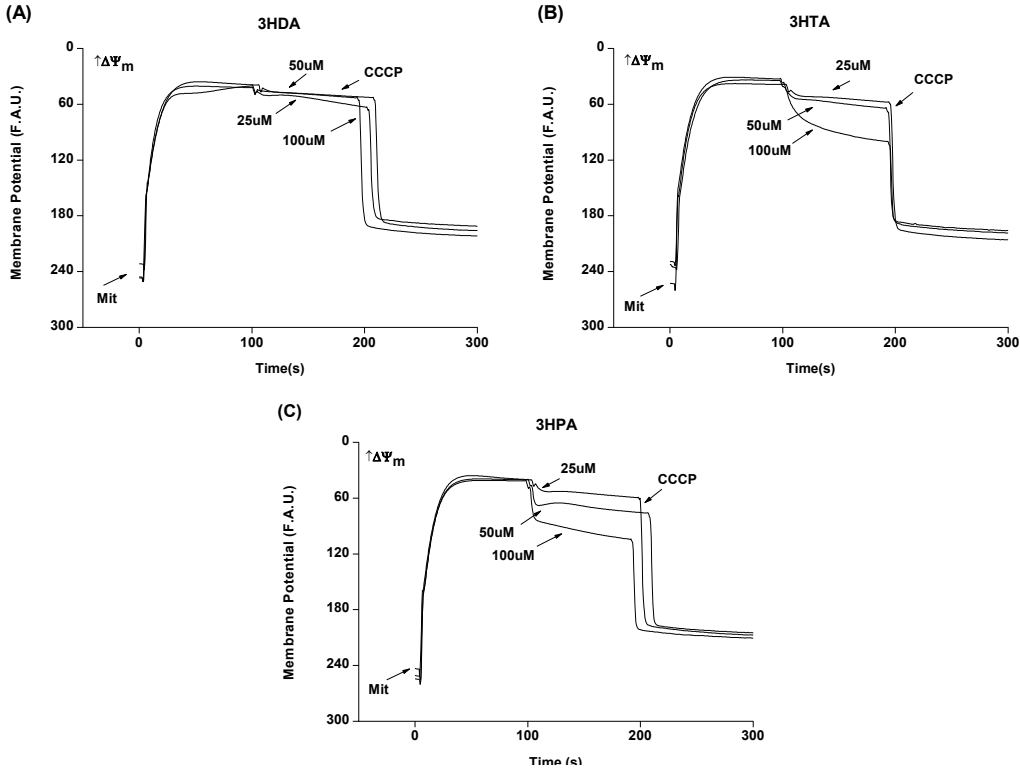 (A)
3HDA
Membrane Potential (F.A.U.)
0
60
120
180
240
300
↑ΔΨm
50uM
CCCP
25uM
100uM
Mit
0 100 200 300
Time(s)
(B)
3HTA
Membrane Potential (F.A.U.)
0
60
120
180
240
300
↑ΔΨm
25uM
CCCP
50uM
100uM
Mit
0 100 200 300
Time(s)
(C)
3HPA
Membrane Potential (F.A.U.)
0
60
120
180
240
300
↑ΔΨm
25uM
CCCP
50uM
100uM
Mit
0 100 200 300
Time (s)